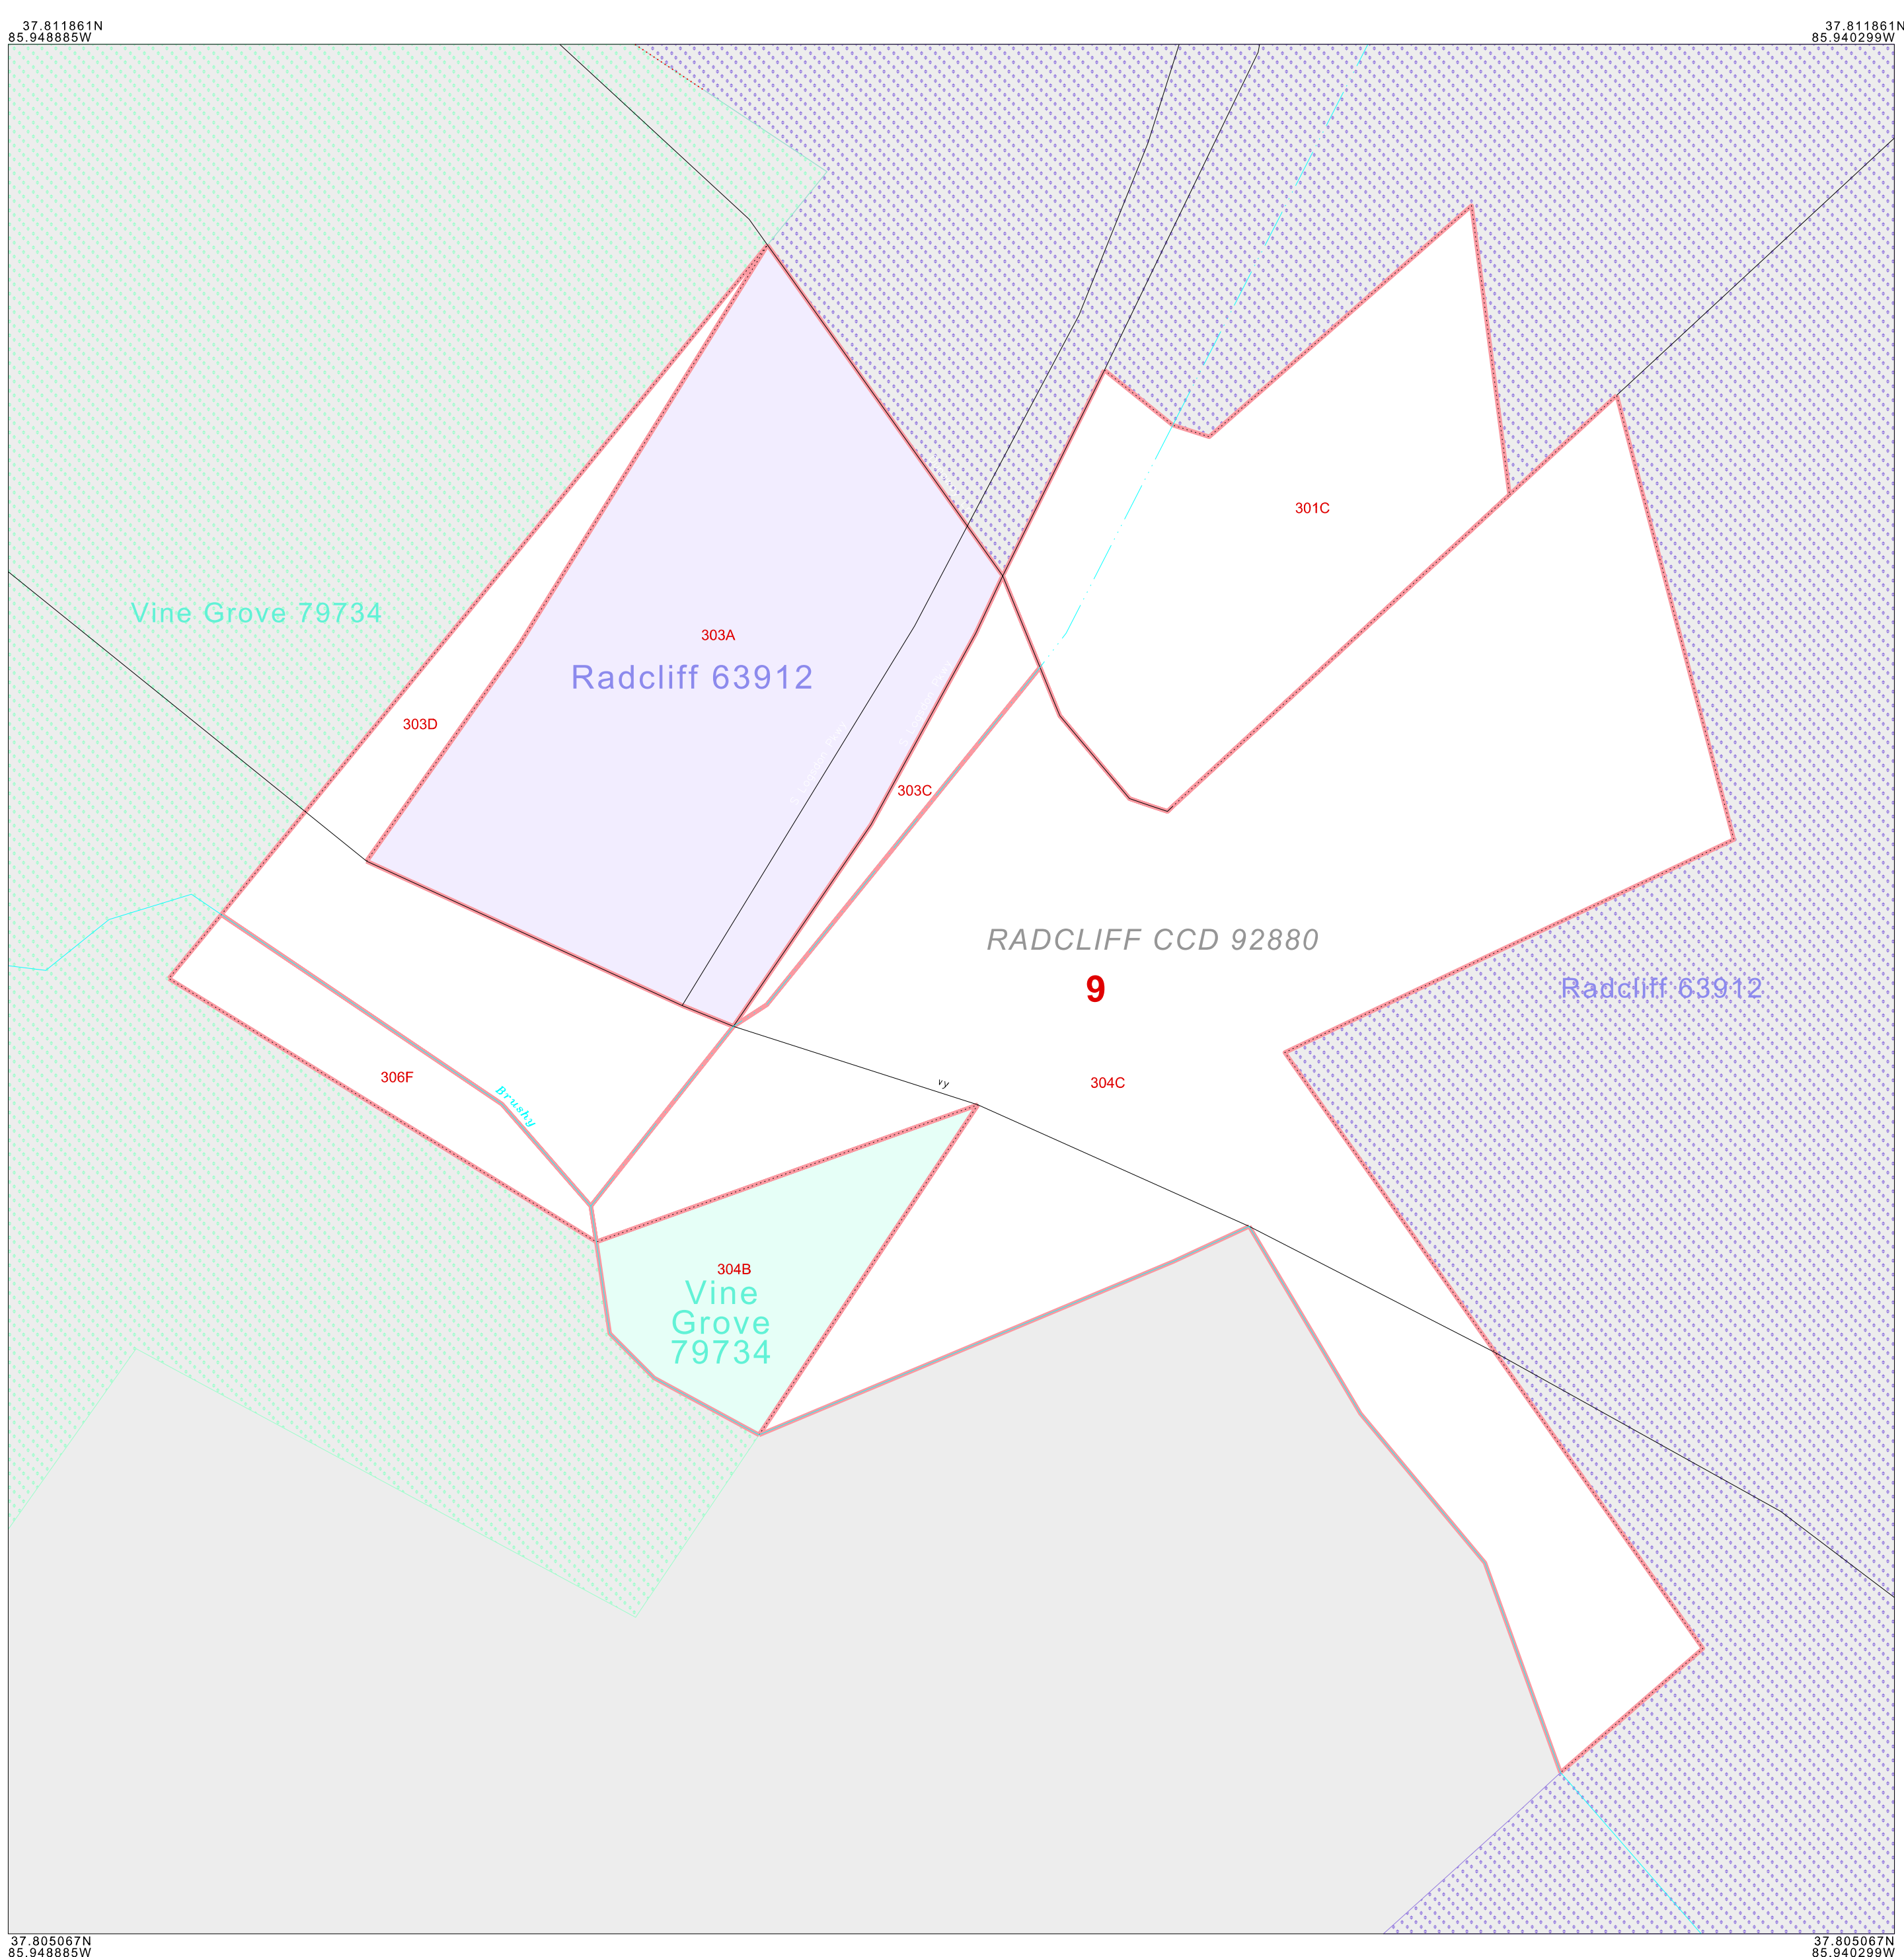 37.811861N
85.948885W
37.811861N
85.940299W
301C
Vine Grove 79734
303A
Radcliff 63912
303D
303C
RADCLIFF CCD 92880
9
Radcliff 63912
304C
306F
Brushy
304B
Vine
Grove
79734
37.805067N
85.948885W
37.805067N
85.940299W